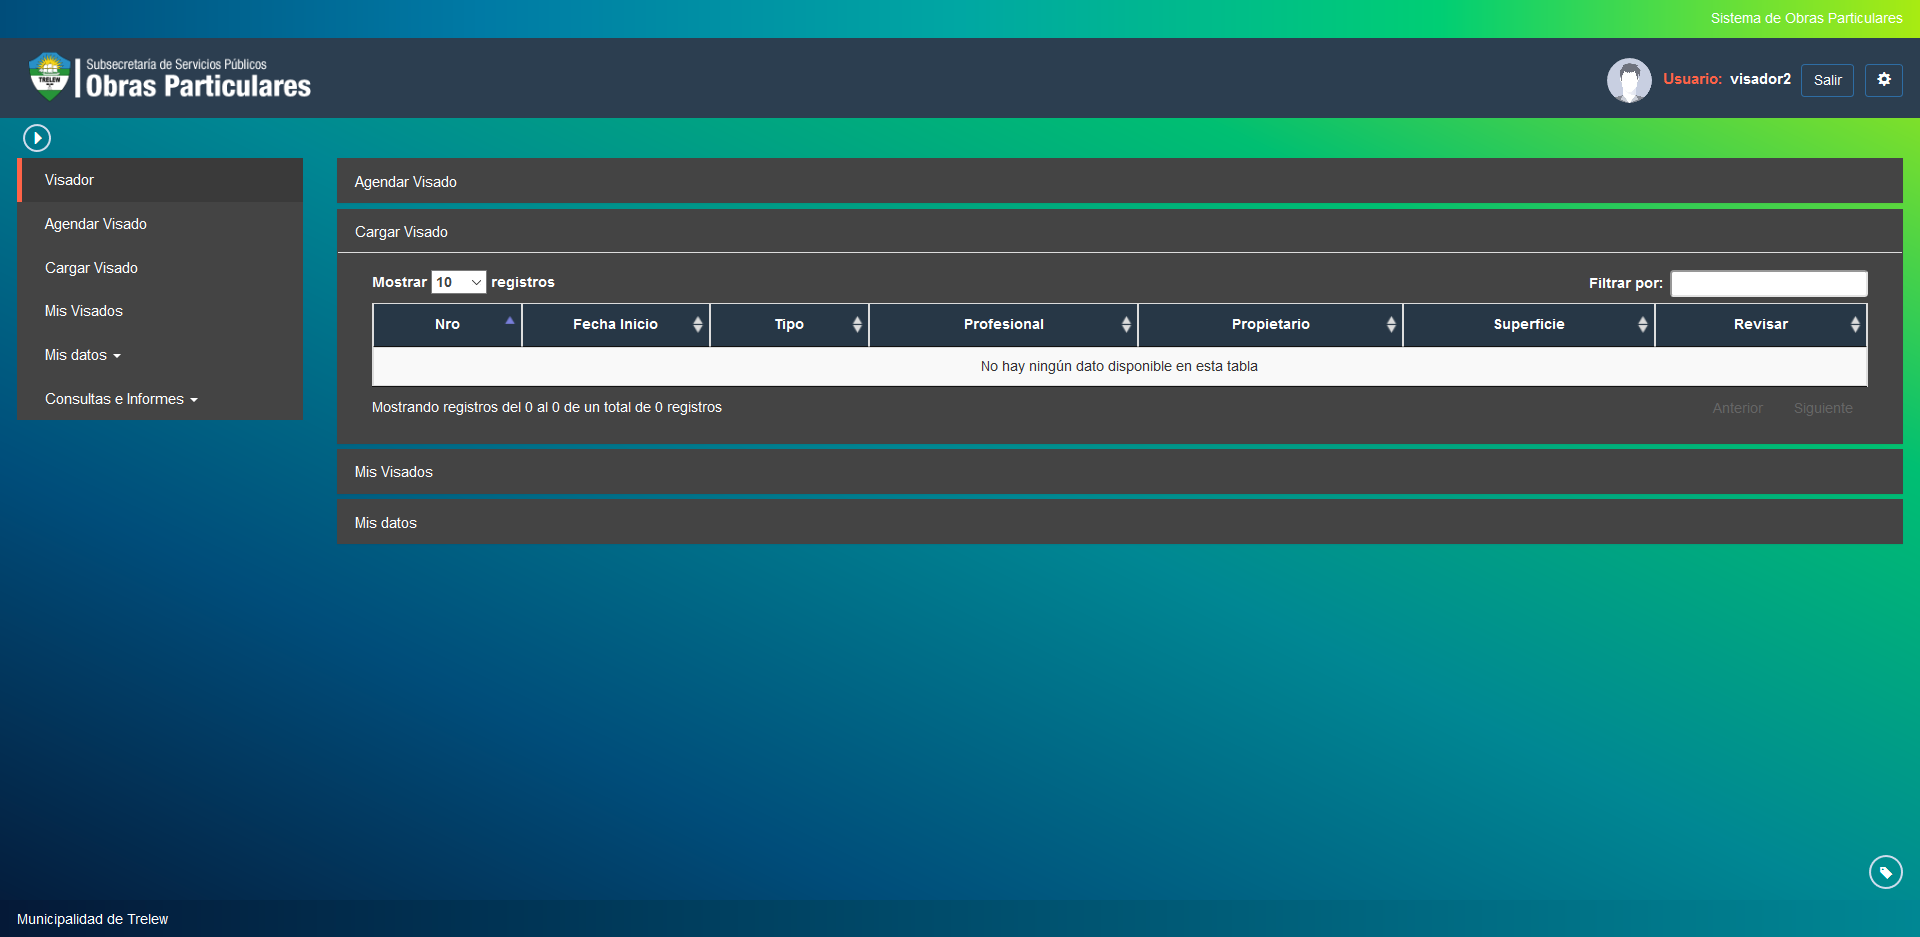 Sistema de Obras Particulares
TRELEW
Subsecretaría de Servicios Públicos
Obras Particulares
Usuario: visador2
Salir
Visador
Agendar Visado
Cargar Visado
Mis Visados
Mis datos
Consultas e Informes
Agendar Visado
Cargar Visado
Mostrar 10 registros
Filtrar por:
Nro Fecha Inicio Tipo Profesional Propietario Superficie Revisar
No hay ningún dato disponible en esta tabla
Mostrando registros del 0 al 0 de un total de 0 registros
Anterior Siguiente
Mis Visados
Mis datos
Municipalidad de Trelew